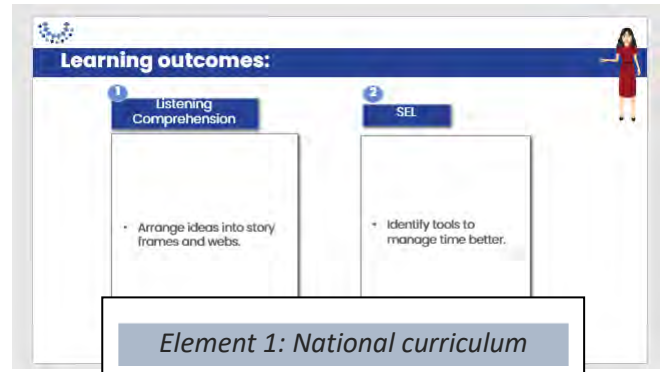 Learning outcomes:
1
Listening
Comprehension
• Arrange ideas into story
frames and webs.
2
SEL
• Identify tools to
manage time better.
Element 1: National curriculum